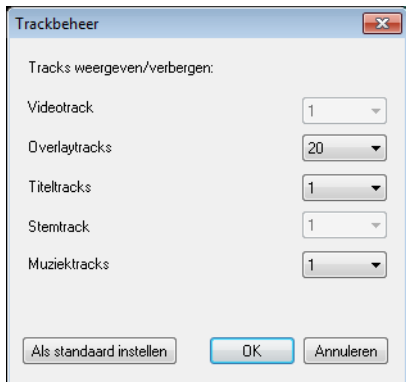 Trackbeheer
Tracks weergeven/verbergen:
Videotrack 1
Overlaytracks 20
Titeltracks 1
Stemtrack 1
Muziektracks 1
Als standaard instellen OK Annuleren